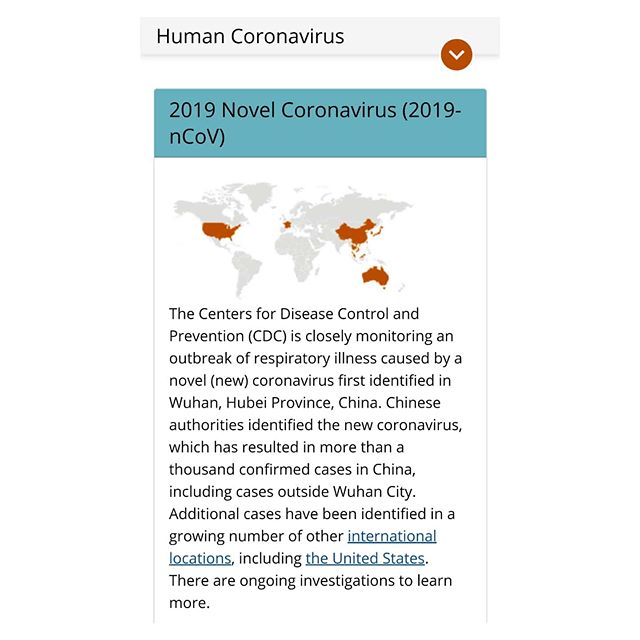 Human Coronavirus
2019 Novel Coronavirus (2019-
nCoV)
The Centers for Disease Control and
Prevention (CDC) is closely monitoring an
outbreak of respiratory illness caused by a
novel (new) coronavirus first identified in
Wuhan, Hubei Province, China. Chinese
authorities identified the new coronavirus,
which has resulted in more than a
thousand confirmed cases in China,
including cases outside Wuhan City.
Additional cases have been identified in a
growing number of other international
locations, including the United States.
There are ongoing investigations to learn
more.